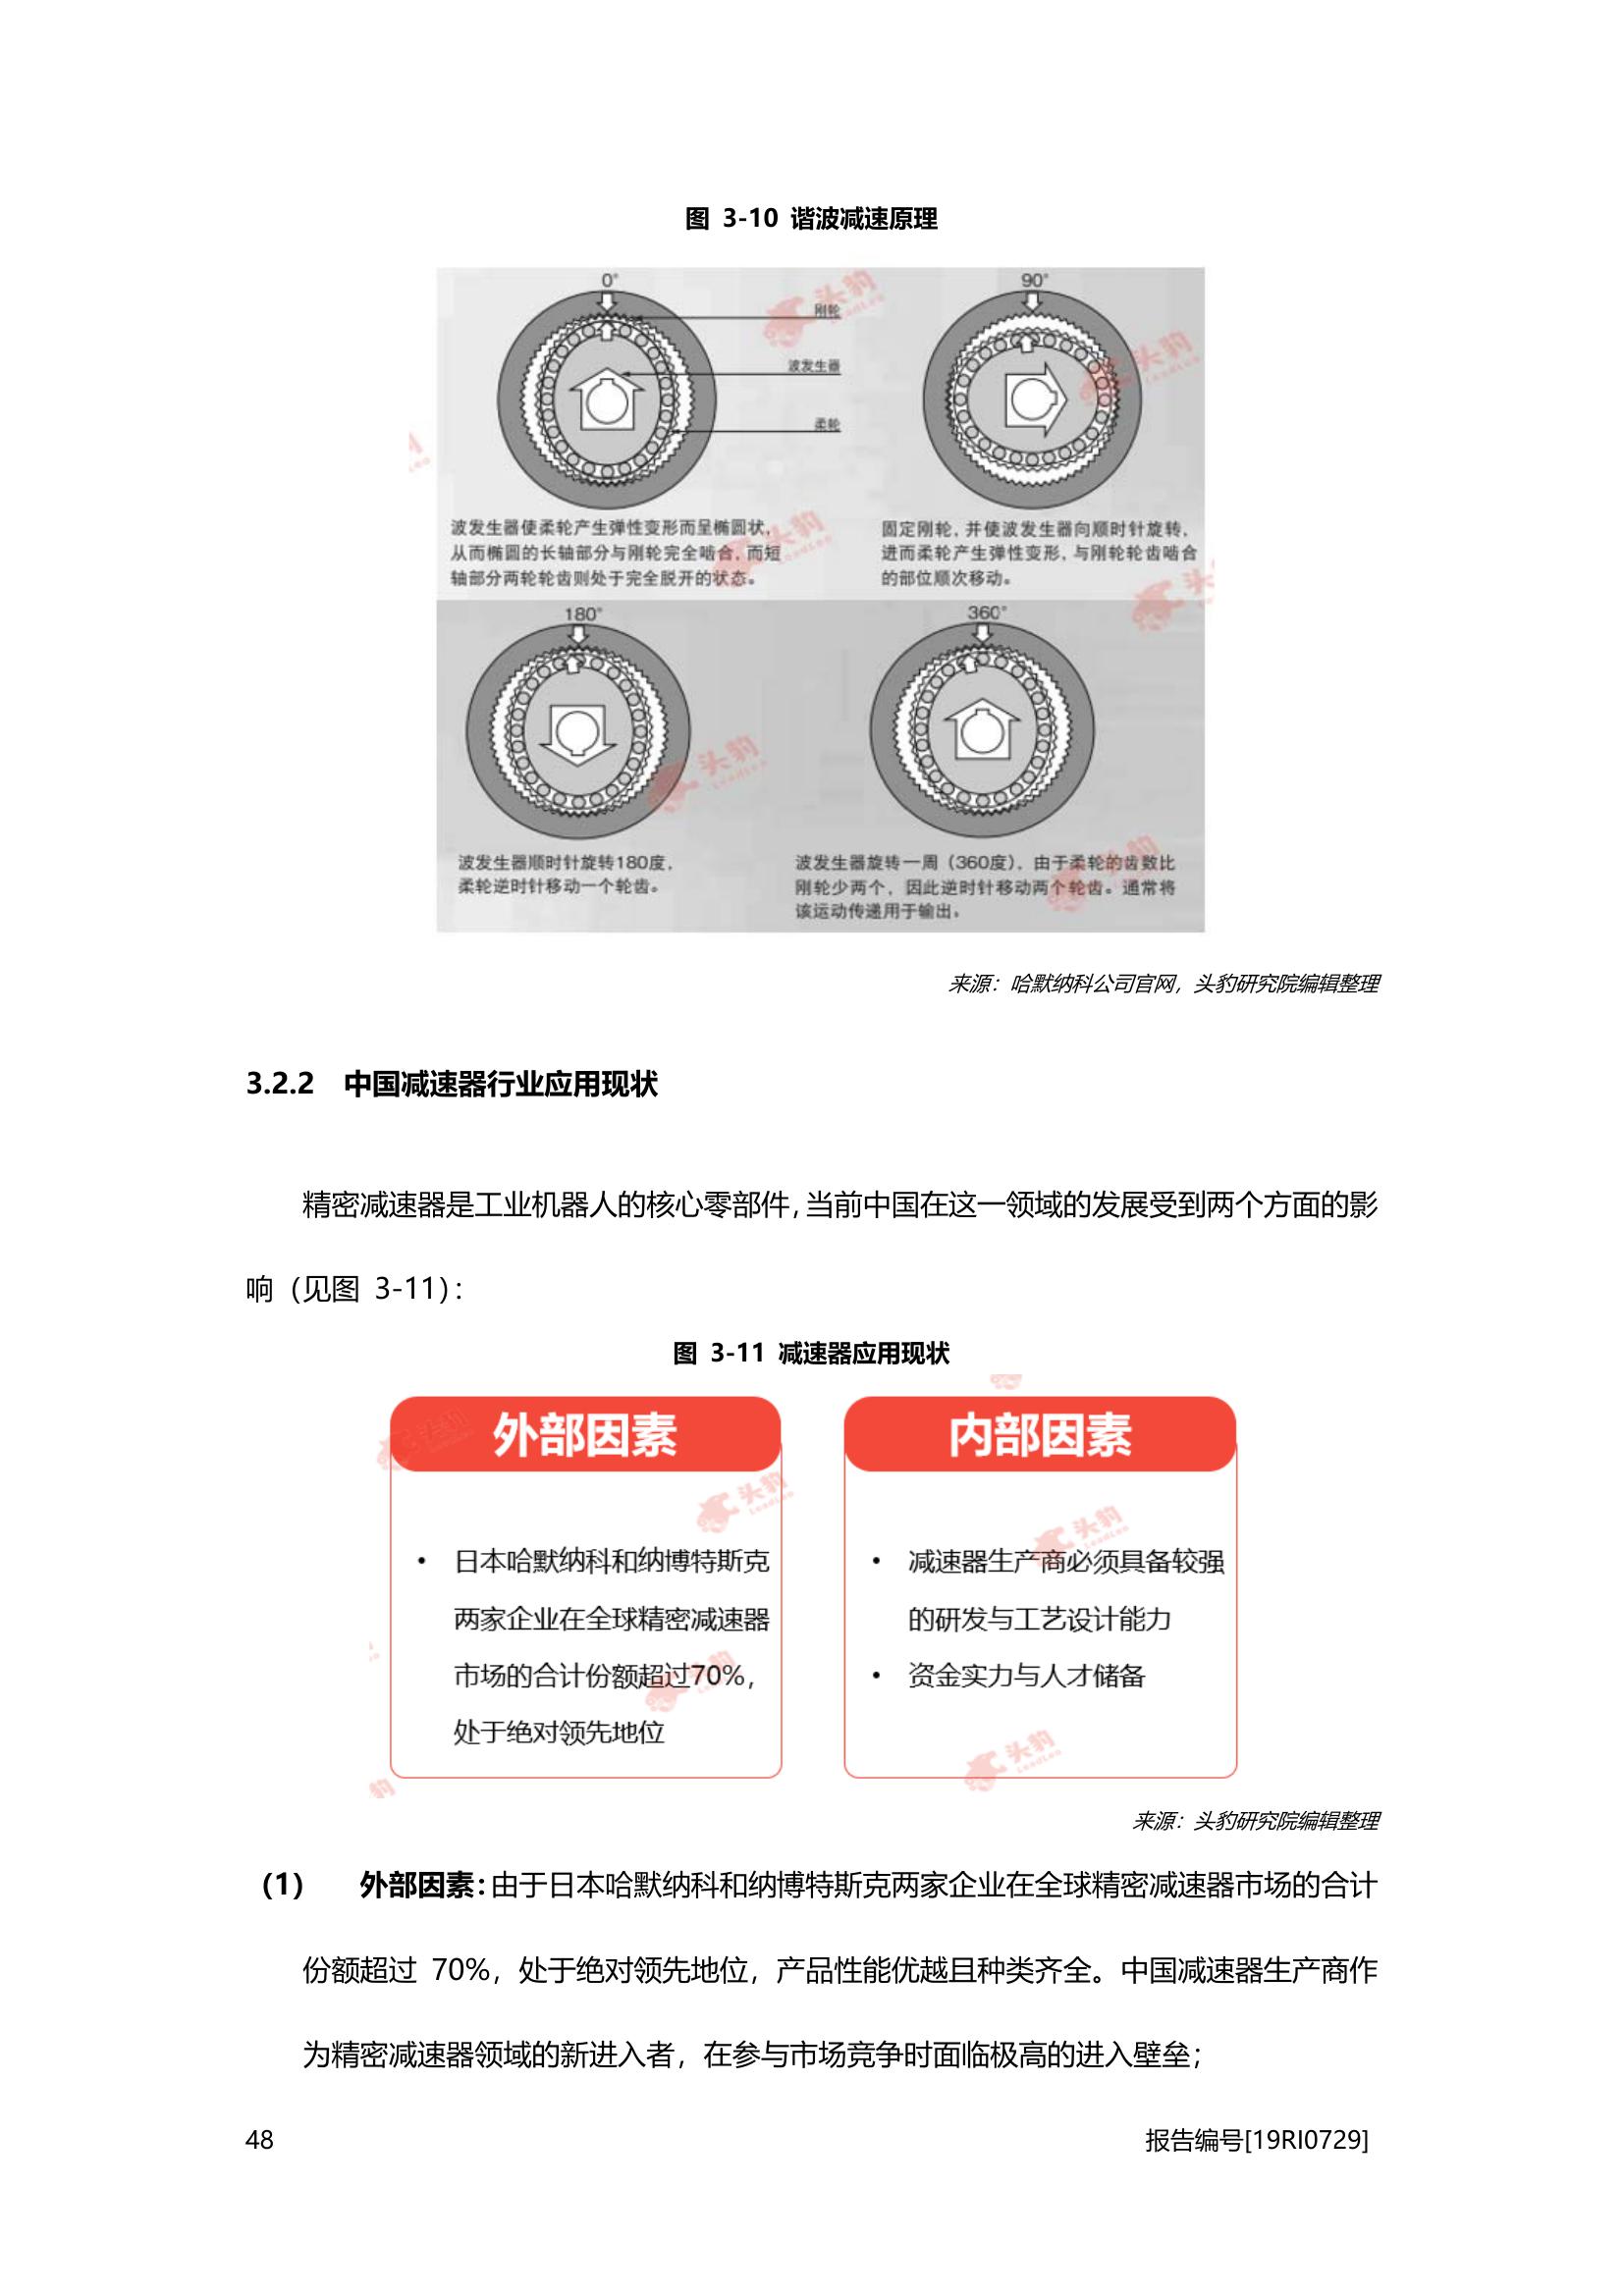 图 3-10 谐波减速原理
0°
90°
刚轮
波发生器
柔轮
波发生器使柔轮产生弹性变形而呈椭圆状，
从而椭圆的长轴部分与刚轮完全啮合，而短
轴部分两轮轮齿则处于完全脱开的状态。
固定刚轮，并使波发生器向顺时针旋转，
进而柔轮产生弹性变形，与刚轮轮齿啮合
的部位顺次移动。
180°
360°
波发生器顺时针旋转180度，
柔轮逆时针移动一个轮齿。
波发生器旋转一周（360度），由于柔轮的齿数比
刚轮少两个，因此逆时针移动两个轮齿。通常将
该运动传递用于输出。
来源：哈默纳科公司官网，头豹研究院编辑整理
3.2.2 中国减速器行业应用现状
精密减速器是工业机器人的核心零部件，当前中国在这一领域的发展受到两个方面的影
响（见图 3-11）：
图 3-11 减速器应用现状
外部因素
• 日本哈默纳科和纳博特斯克
两家企业在全球精密减速器
市场的合计份额超过70%，
处于绝对领先地位
内部因素
• 减速器生产商必须具备较强
的研发与工艺设计能力
• 资金实力与人才储备
来源：头豹研究院编辑整理
（1） 外部因素：由于日本哈默纳科和纳博特斯克两家企业在全球精密减速器市场的合计
份额超过 70%，处于绝对领先地位，产品性能优越且种类齐全。中国减速器生产商作
为精密减速器领域的新进入者，在参与市场竞争时面临极高的进入壁垒；
48
报告编号[19RI0729]